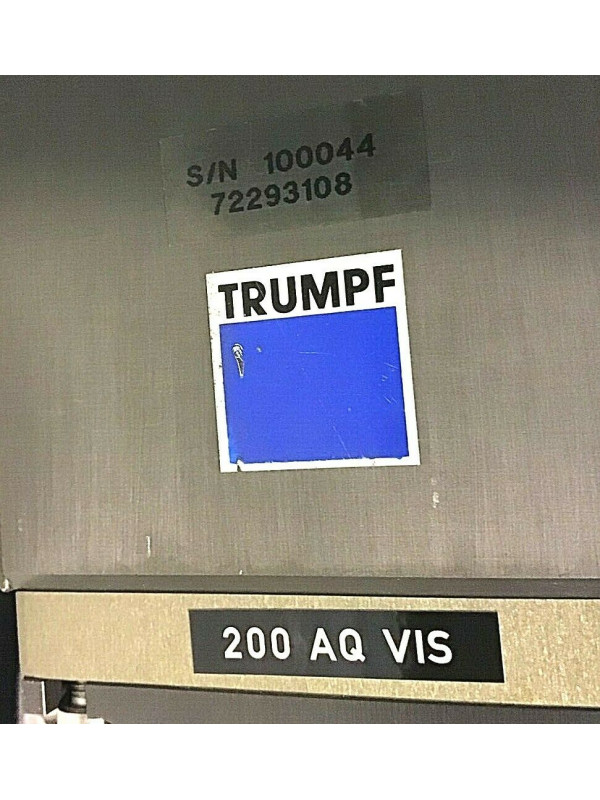 S/N 100044
72293108
TRUMPF
200 AQ VIS